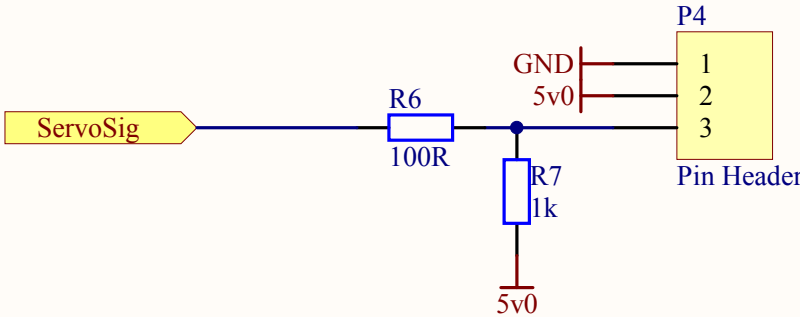 P4
GND
1
5v0
2
ServoSig
R6
100R
3
Pin Header
R7
1k
5v0